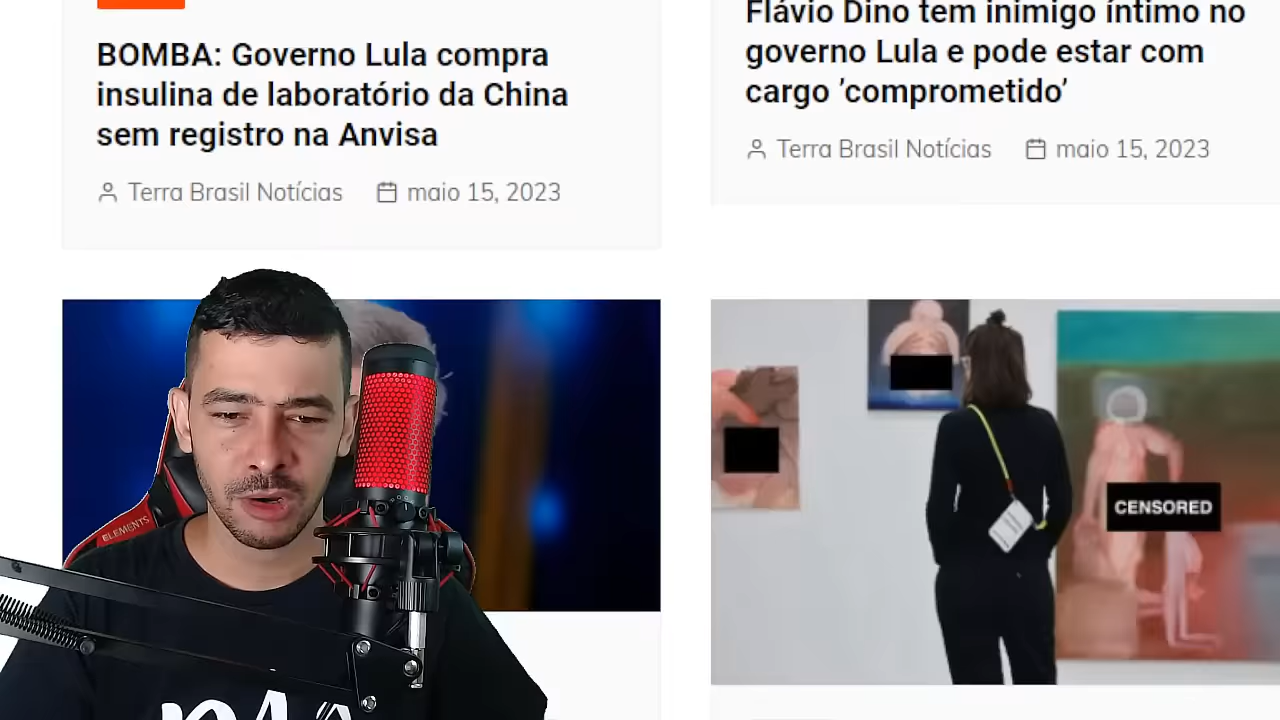 BOMBA: Governo Lula compra
insulina de laboratório da China
sem registro na Anvisa
Terra Brasil Notícias maio 15, 2023
Flávio Dino tem inimigo íntimo no
governo Lula e pode estar com
cargo ’comprometido’
Terra Brasil Notícias maio 15, 2023
ELEMENTS
CENSORED